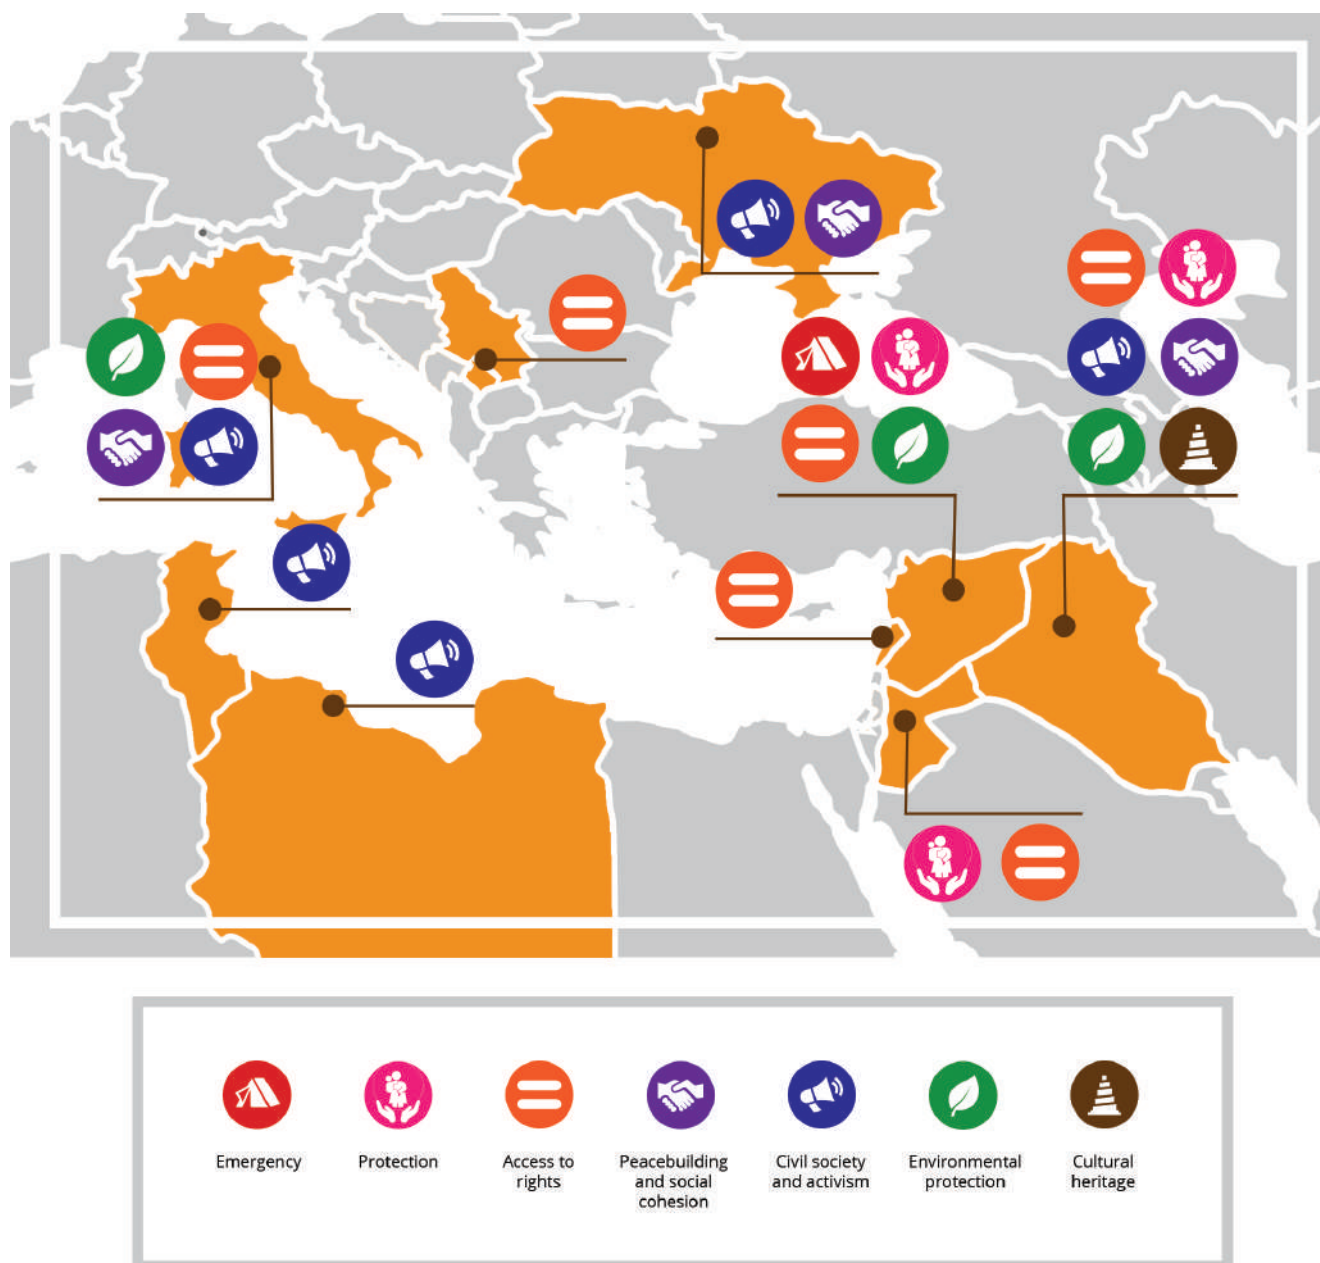 Emergency
Protection
Access to
rights
Peacebuilding
and social
cohesion
Civil society
and activism
Environmental
protection
Cultural
heritage